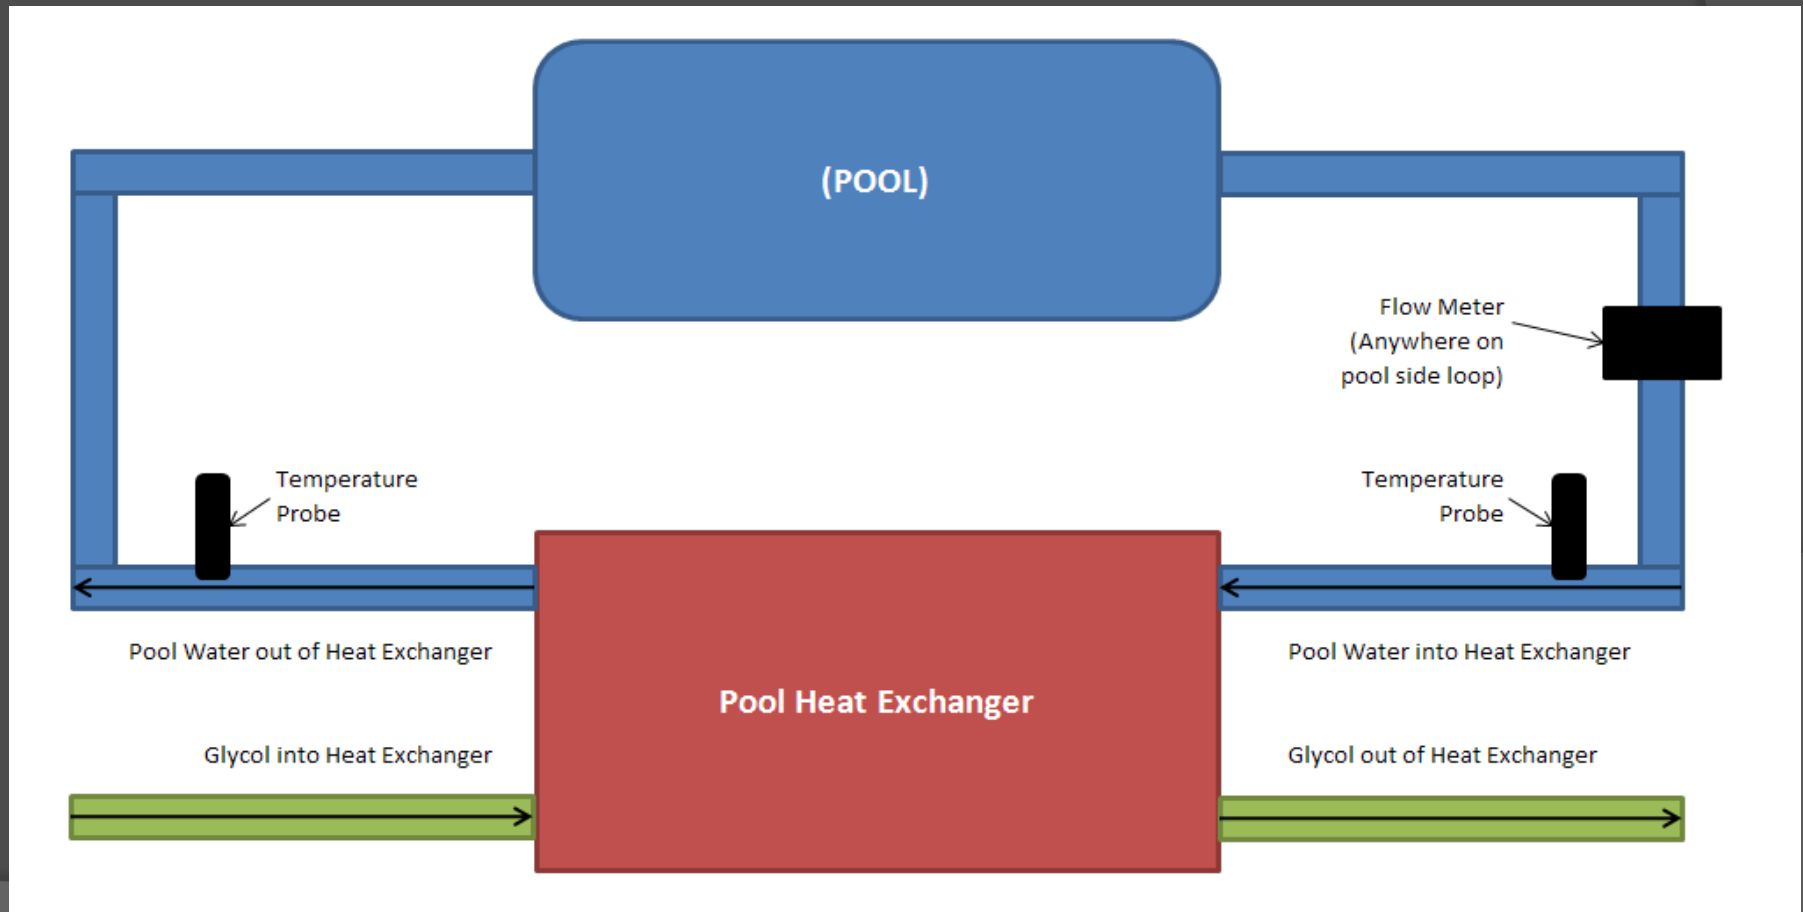 (POOL)
Flow Meter
(Anywhere on
pool side loop)
Temperature
Probe
Temperature
Probe
Pool Water out of Heat Exchanger
Pool Water into Heat Exchanger
Pool Heat Exchanger
Glycol into Heat Exchanger
Glycol out of Heat Exchanger